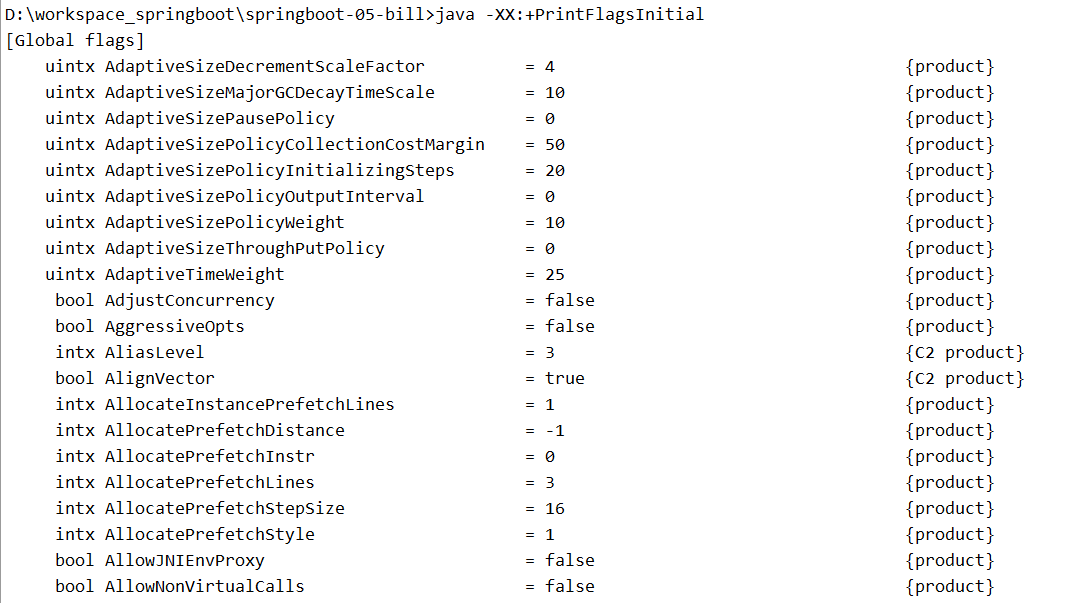 D:\workspace_springboot\springboot-05-bill>java -XX:+PrintFlagsInitial
[Global flags]
uintx AdaptiveSizeDecrementScaleFactor = 4 {product}
uintx AdaptiveSizeMajorGCDecayTimeScale = 10 {product}
uintx AdaptiveSizePausePolicy = 0 {product}
uintx AdaptiveSizePolicyCollectionCostMargin = 50 {product}
uintx AdaptiveSizePolicyInitializingSteps = 20 {product}
uintx AdaptiveSizePolicyOutputInterval = 0 {product}
uintx AdaptiveSizePolicyWeight = 10 {product}
uintx AdaptiveSizeThroughPutPolicy = 0 {product}
uintx AdaptiveTimeWeight = 25 {product}
bool AdjustConcurrency = false {product}
bool AggressiveOpts = false {product}
intx AliasLevel = 3 {C2 product}
bool AlignVector = true {C2 product}
intx AllocateInstancePrefetchLines = 1 {product}
intx AllocatePrefetchDistance = -1 {product}
intx AllocatePrefetchInstr = 0 {product}
intx AllocatePrefetchLines = 3 {product}
intx AllocatePrefetchStepSize = 16 {product}
intx AllocatePrefetchStyle = 1 {product}
bool AllowJNIEnvProxy = false {product}
bool AllowNonVirtualCalls = false {product}